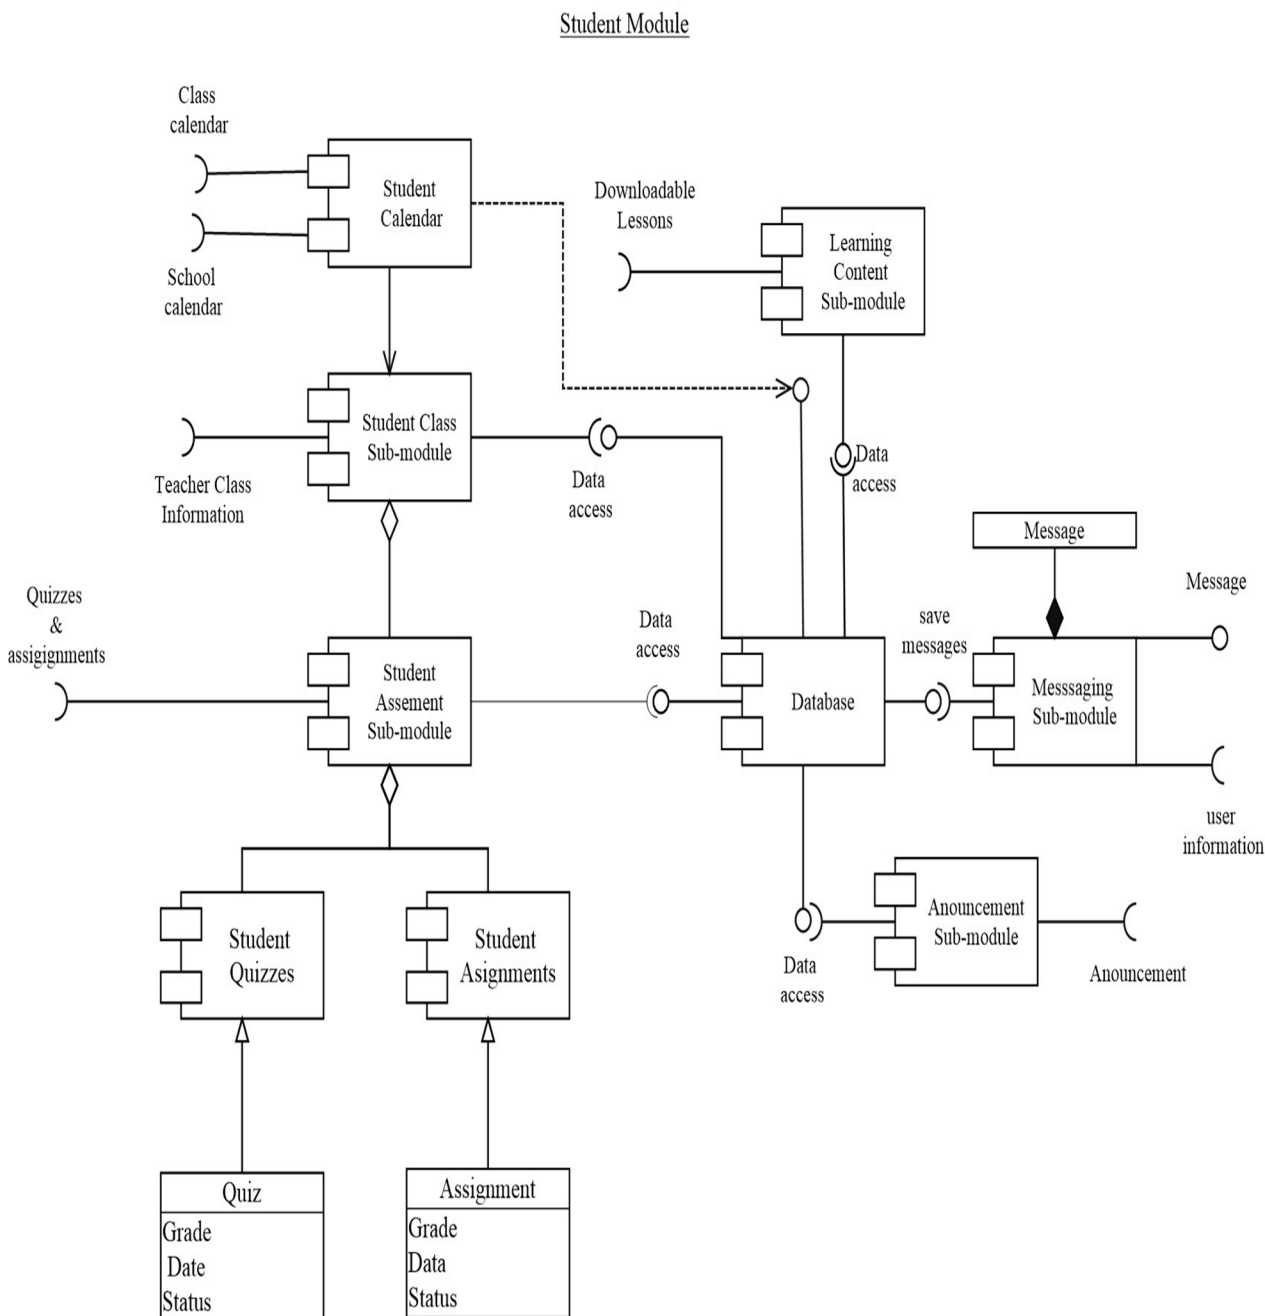 Student Module
Class
calendar
Student
Calendar
School
calendar
Downloadable
Lessons
Learning
Content
Sub-module
Student Class
Sub-module
Teacher Class
Information
Data
access
Data
access
Message
Quizzes
&
assigignments
Student
Assement
Sub-module
Data
access
Database
save
messages
Messsaging
Sub-module
Message
user
information
Student
Quizzes
Student
Asignments
Data
access
Anouncement
Sub-module
Anouncement
Quiz
Grade
Date
Status
Assignment
Grade
Data
Status